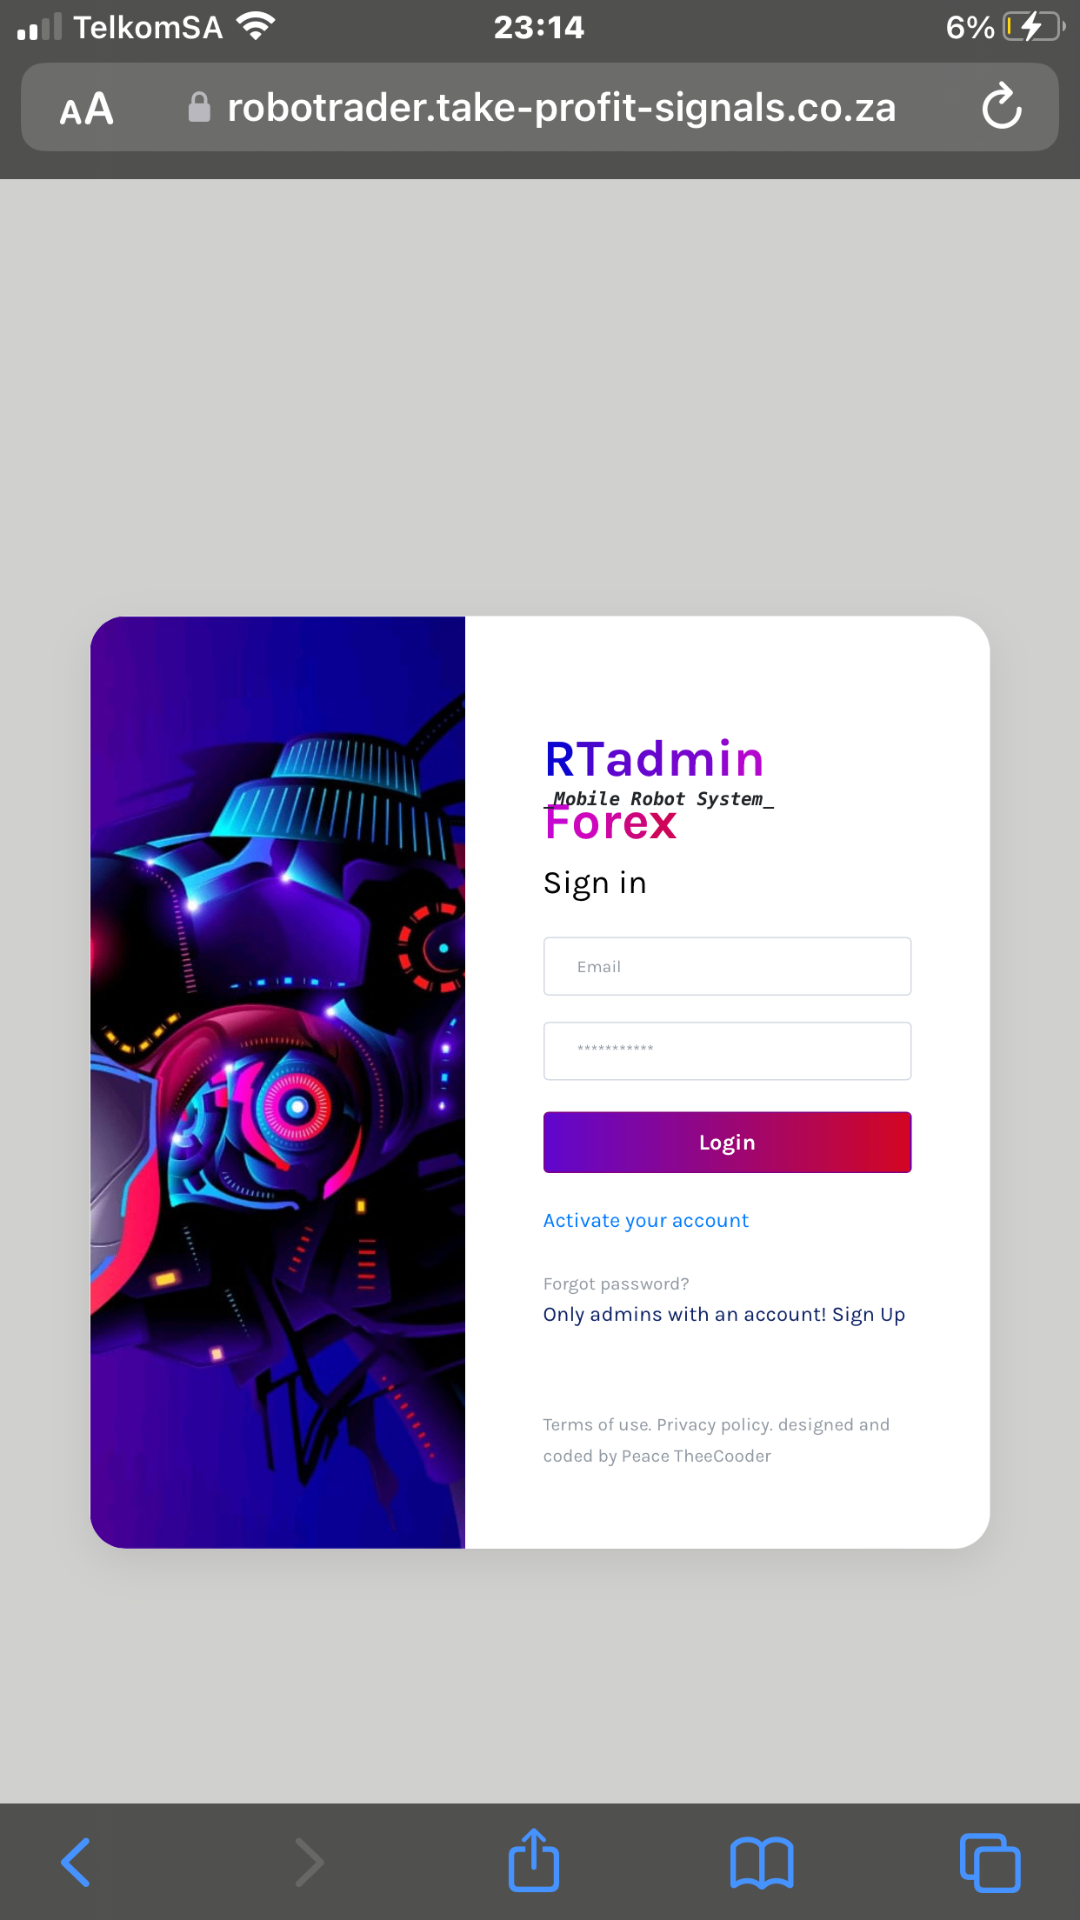 TelkomSA 23:14 6%
AA robotrader.take-profit-signals.co.za
RTadmin
_Mobile Robot System_
Forex
Sign in
Email
***********
Login
Activate your account
Forgot password?
Only admins with an account! Sign Up
Terms of use. Privacy policy. designed and
coded by Peace TheeCooder